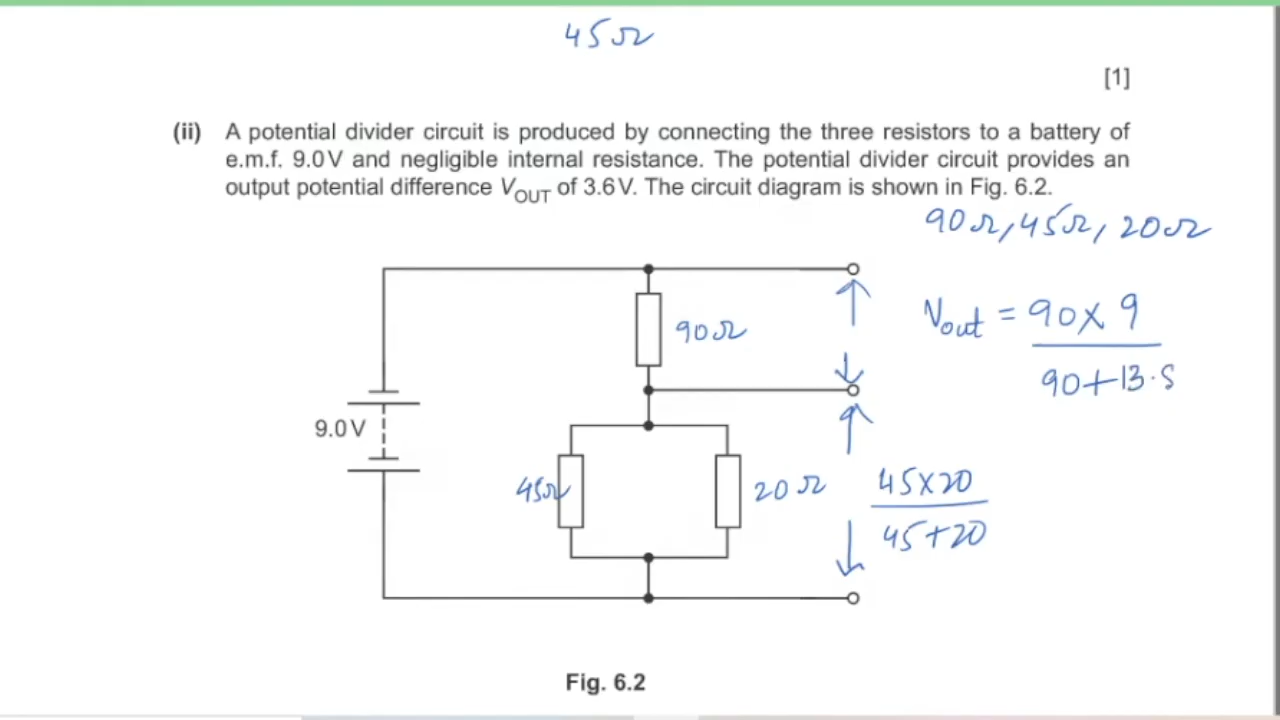 45Ω
[1]
(ii) A potential divider circuit is produced by connecting the three resistors to a battery of
e.m.f. 9.0V and negligible internal resistance. The potential divider circuit provides an
output potential difference VOUT of 3.6V. The circuit diagram is shown in Fig. 6.2.
90Ω, 45Ω, 20Ω
90Ω
Vout = 90 × 9
90+13.5
9.0V
45Ω
20Ω
45×20
45+20
Fig. 6.2